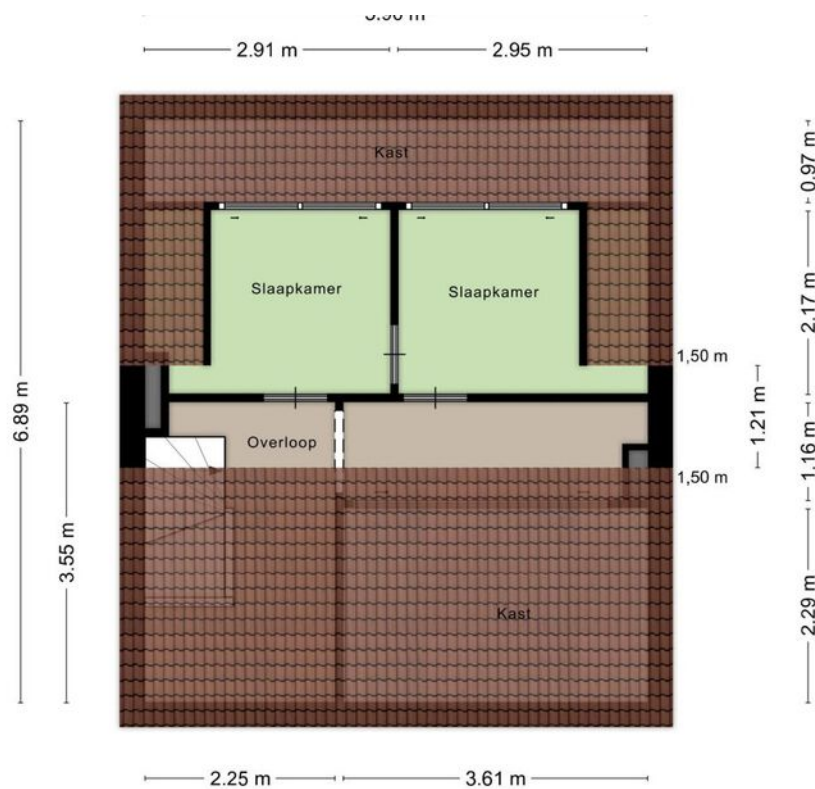 2.91 m
2.95 m
Kast
0.97 m
Slaapkamer
Slaapkamer
2.17 m
1,50 m
6.89 m
1.21 m
Overloop
1.16 m
1,50 m
3.55 m
Kast
2.29 m
2.25 m
3.61 m